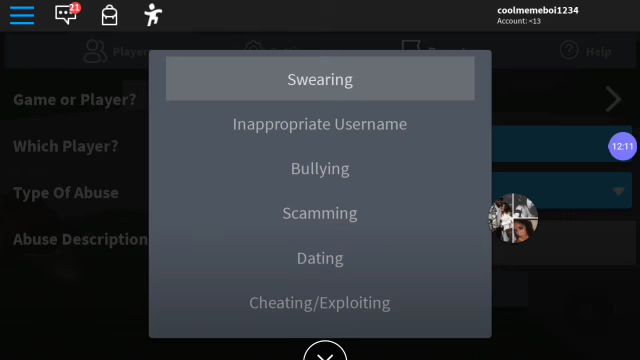 21
coolmemeboi1234
Account: <13
Player
Help
Game or Player?
Which Player?
12:11
Type Of Abuse
Abuse Description
Swearing
Inappropriate Username
Bullying
Scamming
Dating
Cheating/Exploiting